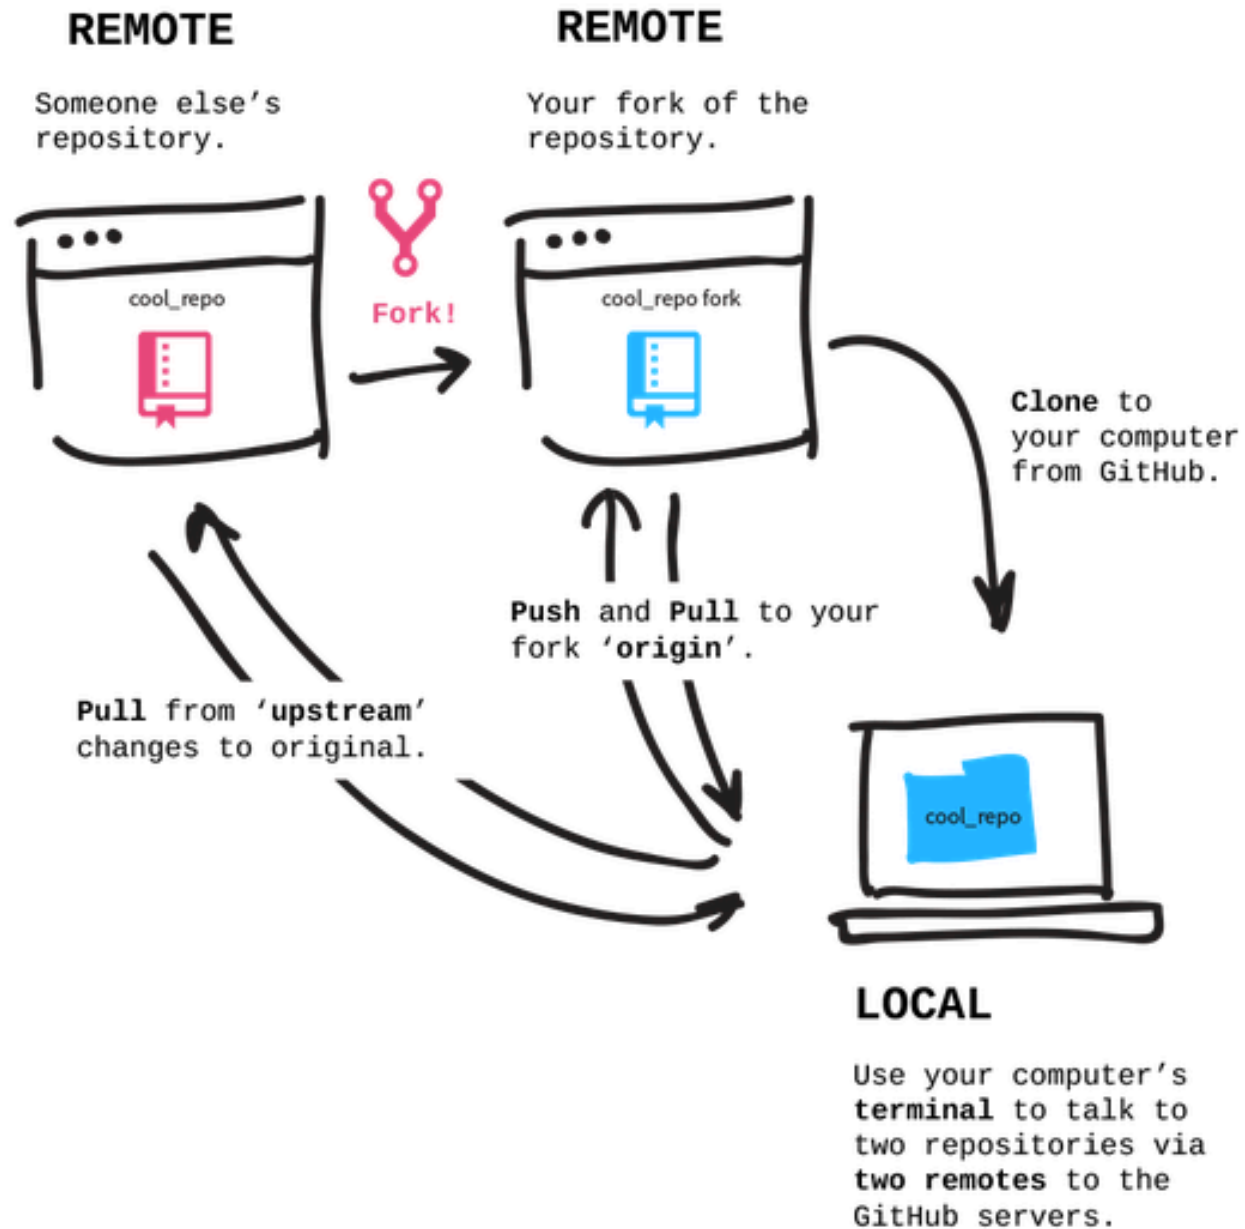 REMOTE
Someone else’s
repository.
REMOTE
Your fork of the
repository.
cool_repo
Fork!
cool_repo fork
Clone to
your computer
from GitHub.
Push and Pull to your
fork ‘origin’.
Pull from ‘upstream’
changes to original.
cool_repo
LOCAL
Use your computer’s
terminal to talk to
two repositories via
two remotes to the
GitHub servers.